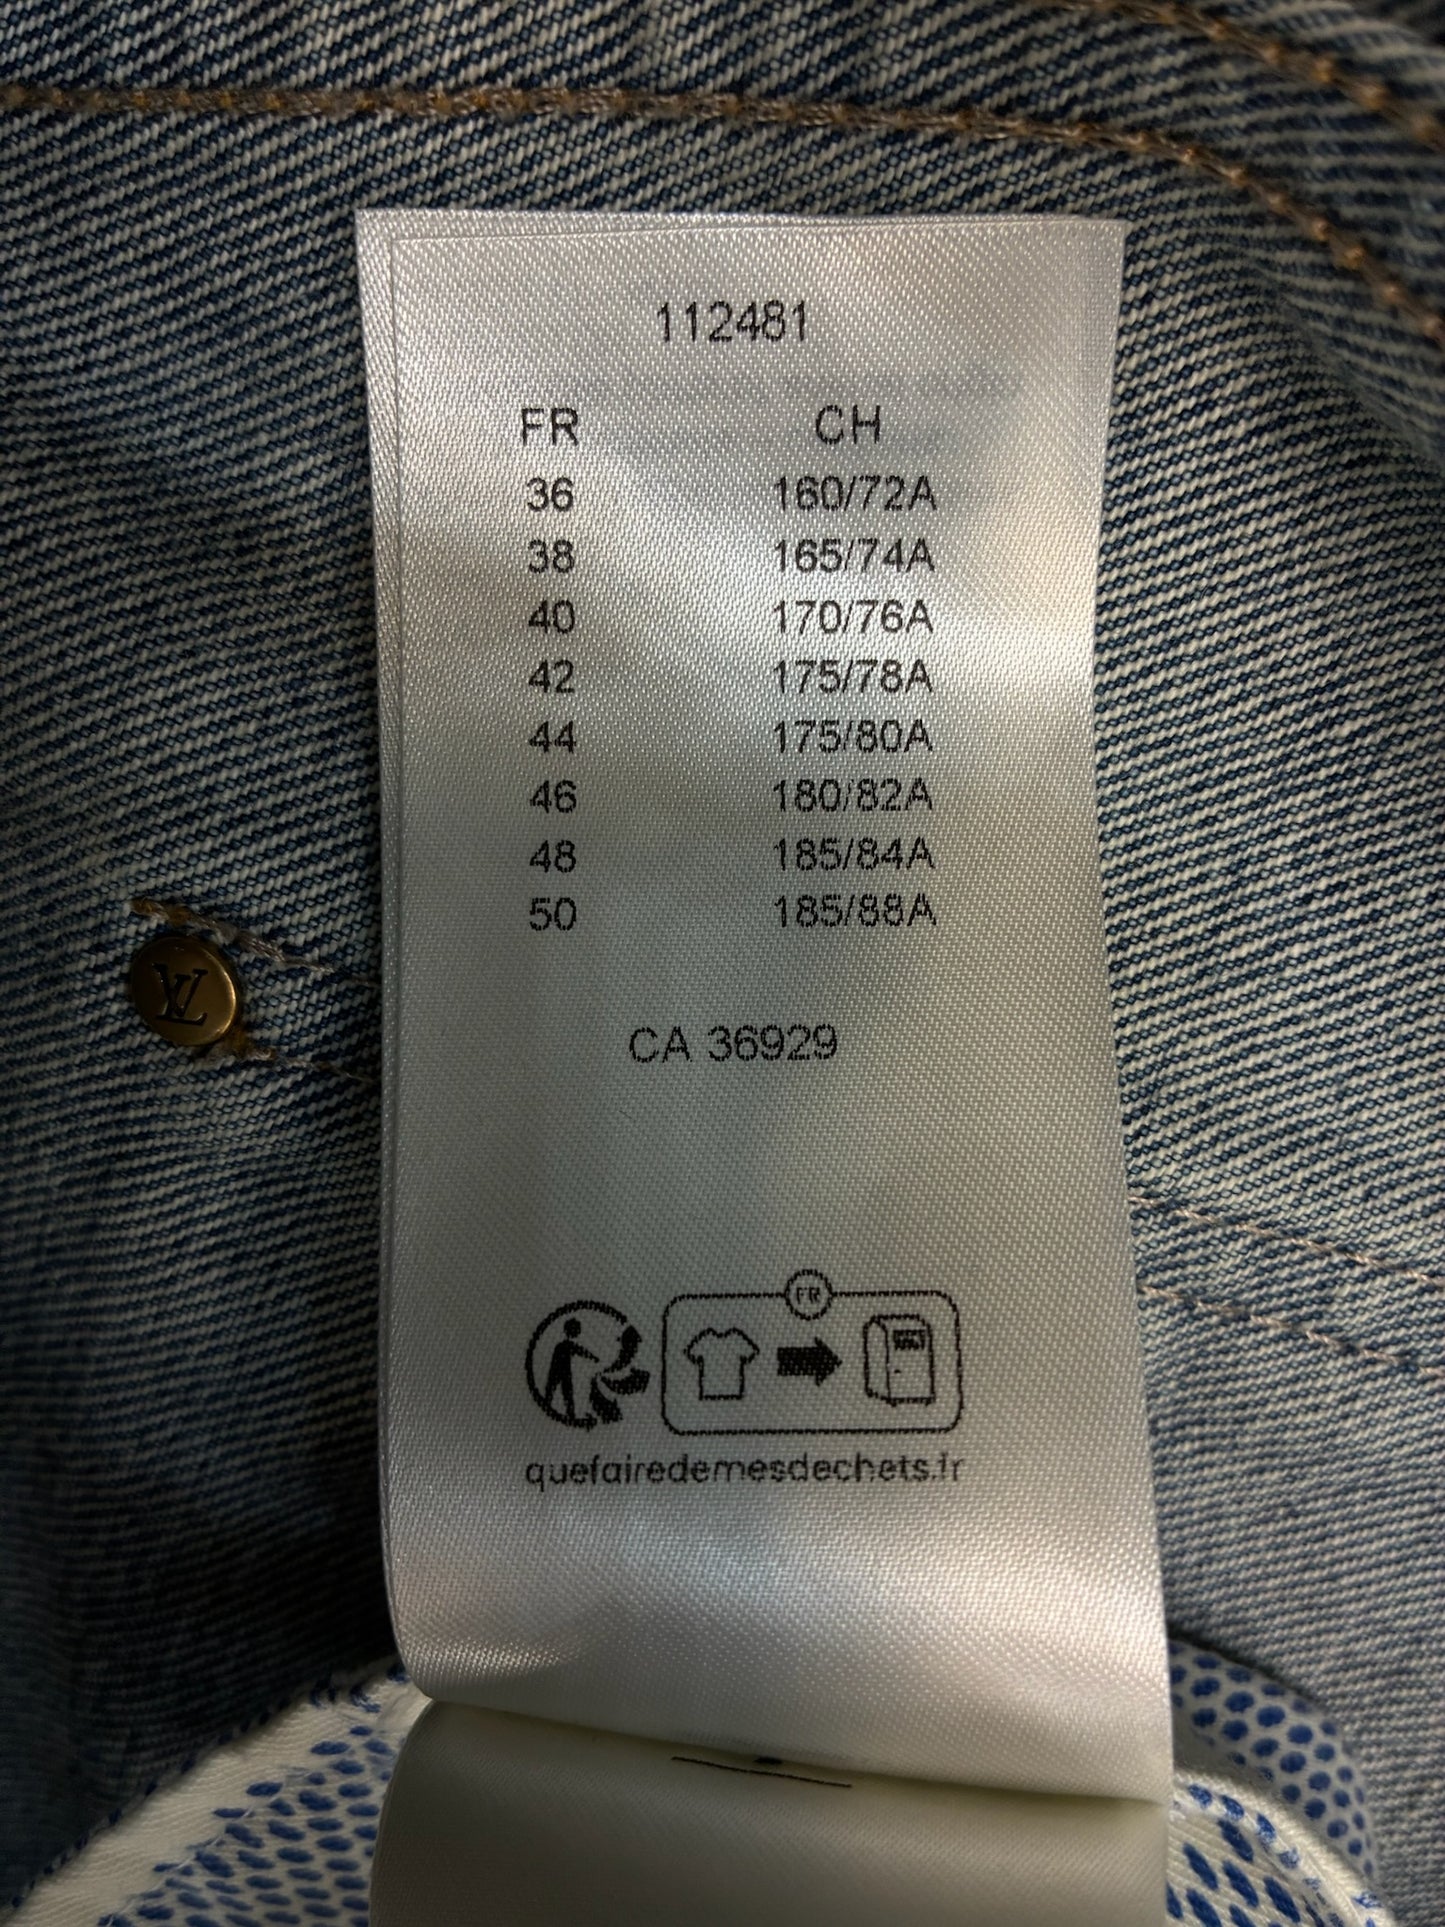 112481
FR CH
36 160/72A
38 165/74A
40 170/76A
42 175/78A
44 175/80A
46 180/82A
48 185/84A
50 185/88A
LV
CA 36929
FR
quefairedemesdechets.fr